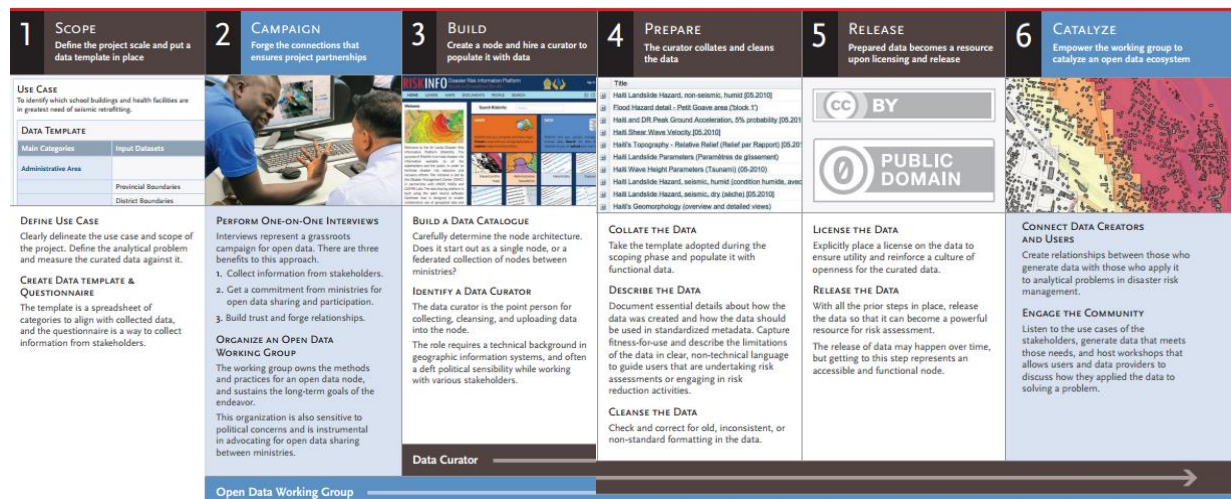 1
SCOPE
Define the project scale and put a
data template in place
USE CASE
To identify which school buildings and health facilities are
in greatest need of seismic retrofitting.
DATA TEMPLATE
Main Categories Input Datasets
Administrative Area
Provincial Boundaries
District Boundaries
DEFINE USE CASE
Clearly delineate the use case and scope of
the project. Define the analytical problem
and measure the curated data against it.
CREATE DATA TEMPLATE &
QUESTIONNAIRE
The template is a spreadsheet of
categories to align with collected data,
and the questionnaire is a way to collect
information from stakeholders.
2
CAMPAIGN
Forge the connections that
ensures project partnerships
PERFORM ONE-ON-ONE INTERVIEWS
Interviews represent a grassroots
campaign for open data. There are three
benefits to this approach.
1. Collect information from stakeholders.
2. Get a commitment from ministries for
open data sharing and participation.
3. Build trust and forge relationships.
ORGANIZE AN OPEN DATA
WORKING GROUP
The working group owns the methods
and practices for an open data node, and
sustains the long-term goals of the
endeavor.
This organization is also sensitive to
political concerns and is instrumental
in advocating for open data sharing
between ministries.
3
BUILD
Create a node and hire a curator to
populate it with data
RISKINFO Disaster Risk Information Platform
BUILD A DATA CATALOGUE
Carefully determine the node architecture.
Does it start out as a single node, or a
federated collection of nodes between
ministries?
IDENTIFY A DATA CURATOR
The data curator is the point person for
collecting, cleansing, and uploading data
into the node.
The role requires a technical background in
geographic information systems, and often
a deft political sensibility while working
with various stakeholders.
4
PREPARE
The curator collates and cleans
the data
Title
Haiti Landslide Hazard, non-seismic, humid [05.2010]
Flood Hazard detail - Petit Goave area ('block 1')
Haiti and DR Peak Ground Acceleration, 5% probability [05.201
Haiti Shear Wave Velocity [05.2010]
Haiti's Topography - Relative Relief (Relief par Rapport) [05.20
Haiti Landslide Parameters (Paramètres de glissement)
Haiti Wave Height Parameters (Tsunami) (05-2010)
Haiti Landslide Hazard, seismic, humid (condition humide, avec
Haiti Landslide Hazard, seismic, dry (sèche) [05.2010]
Haiti's Geomorphology (overview and detailed views)
COLLATE THE DATA
Take the template adopted during the
scoping phase and populate it with
functional data.
DESCRIBE THE DATA
Document essential details about how the
data was created and how the data should
be used in standardized metadata. Capture
fitness-for-use and describe the limitations
of the data in clear, non-technical language
to guide users that are undertaking risk
assessments or engaging in risk
reduction activities.
CLEANSE THE DATA
Check and correct for old, inconsistent, or
non-standard formatting in the data.
5
RELEASE
Prepared data becomes a resource
upon licensing and release
CC BY
0 PUBLIC
DOMAIN
LICENSE THE DATA
Explicitly place a license on the data to
ensure utility and reinforce a culture of
openness for the curated data.
RELEASE THE DATA
With all the prior steps in place, release
the data so that it can become a powerful
resource for risk assessment.
The release of data may happen over time,
but getting to this step represents an
accessible and functional node.
6
CATALYZE
Empower the working group to
catalyze an open data ecosystem
CONNECT DATA CREATORS
AND USERS
Create relationships between those who
generate data with those who apply it
to analytical problems in disaster risk
management.
ENGAGE THE COMMUNITY
Listen to the use cases of the
stakeholders, generate data that meets
those needs, and host workshops that
allows users and data providers to
discuss how they applied the data to
solving a problem.
Data Curator
Open Data Working Group